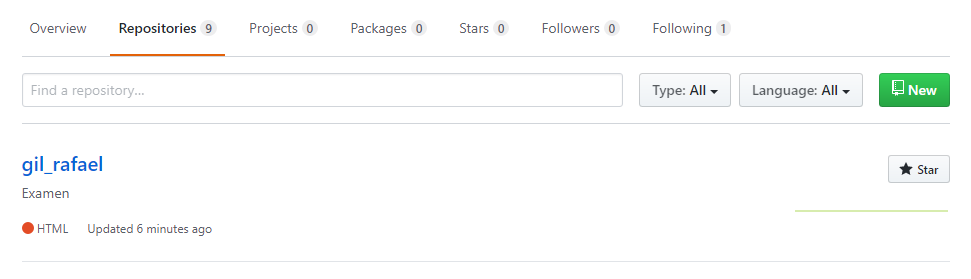 Overview Repositories 9 Projects 0 Packages 0 Stars 0 Followers 0 Following 1
Find a repository... Type: All Language: All New
gil_rafael Star
Examen
HTML Updated 6 minutes ago